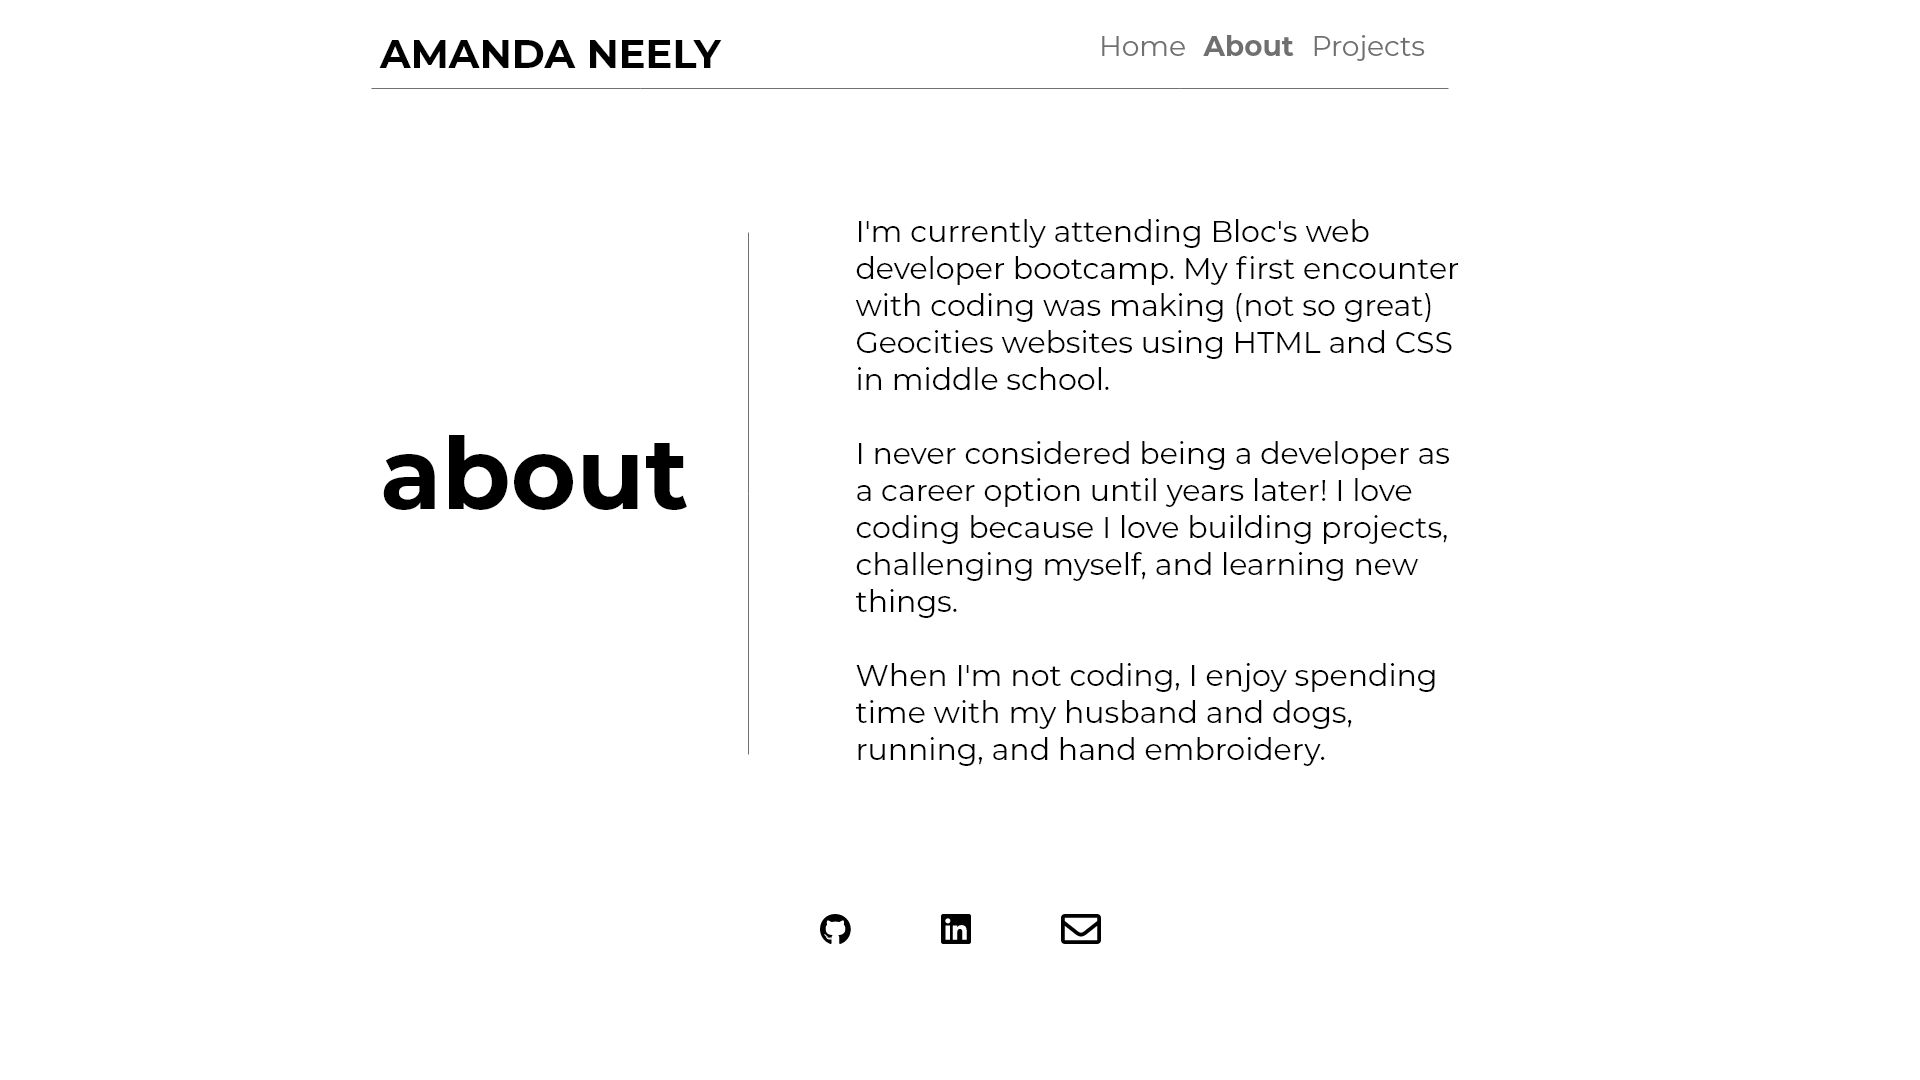 AMANDA NEELY
Home About Projects
about
I'm currently attending Bloc's web
developer bootcamp. My first encounter
with coding was making (not so great)
Geocities websites using HTML and CSS
in middle school.
I never considered being a developer as
a career option until years later! I love
coding because I love building projects,
challenging myself, and learning new
things.
When I'm not coding, I enjoy spending
time with my husband and dogs,
running, and hand embroidery.
in